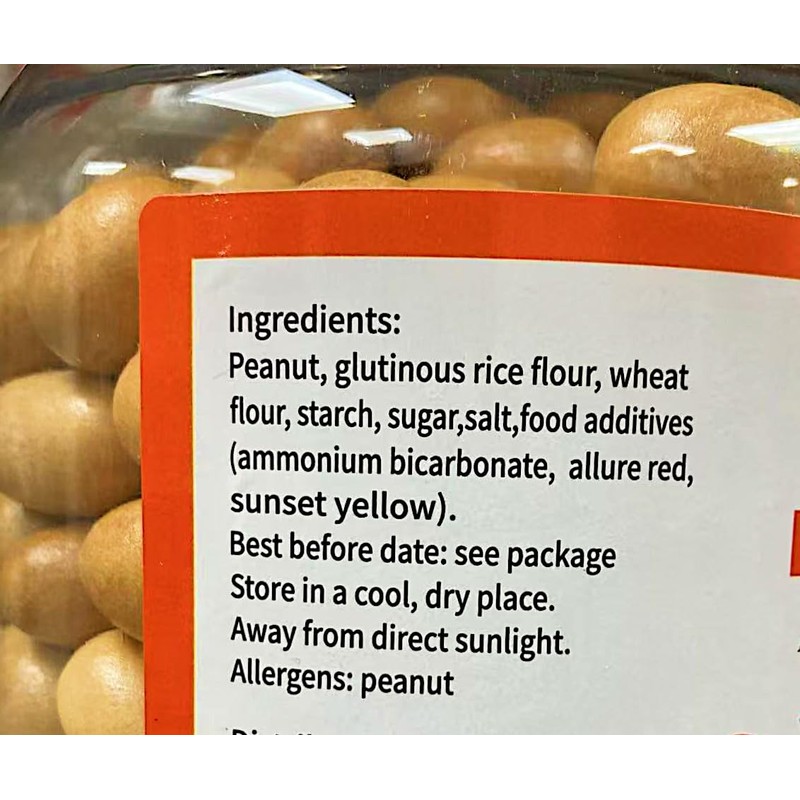 Ingredients:
Peanut, glutinous rice flour, wheat
flour, starch, sugar,salt,food additives
(ammonium bicarbonate, allure red,
sunset yellow).
Best before date: see package
Store in a cool, dry place.
Away from direct sunlight.
Allergens: peanut